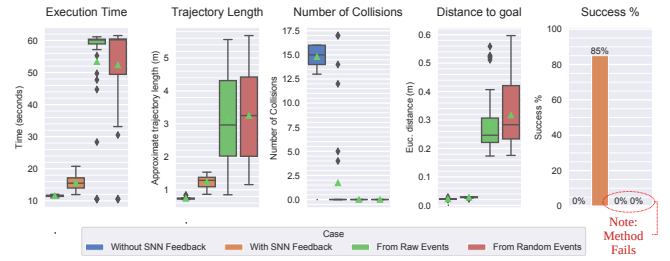 Execution Time
Time (seconds)
60
50
40
30
20
10
Trajectory Length
Approximate trajectory length (m)
5
4
3
2
1
Number of Collisions
Number of Collisions
17.5
15.0
12.5
10.0
7.5
5.0
2.5
0.0
Distance to goal
Euc. distance (m)
0.6
0.5
0.4
0.3
0.2
0.1
0.0
Success %
Success %
100
80
60
40
20
0
0%
85%
0% 0%
Note:
Method
Fails
Case
Without SNN Feedback
With SNN Feedback
From Raw Events
From Random Events